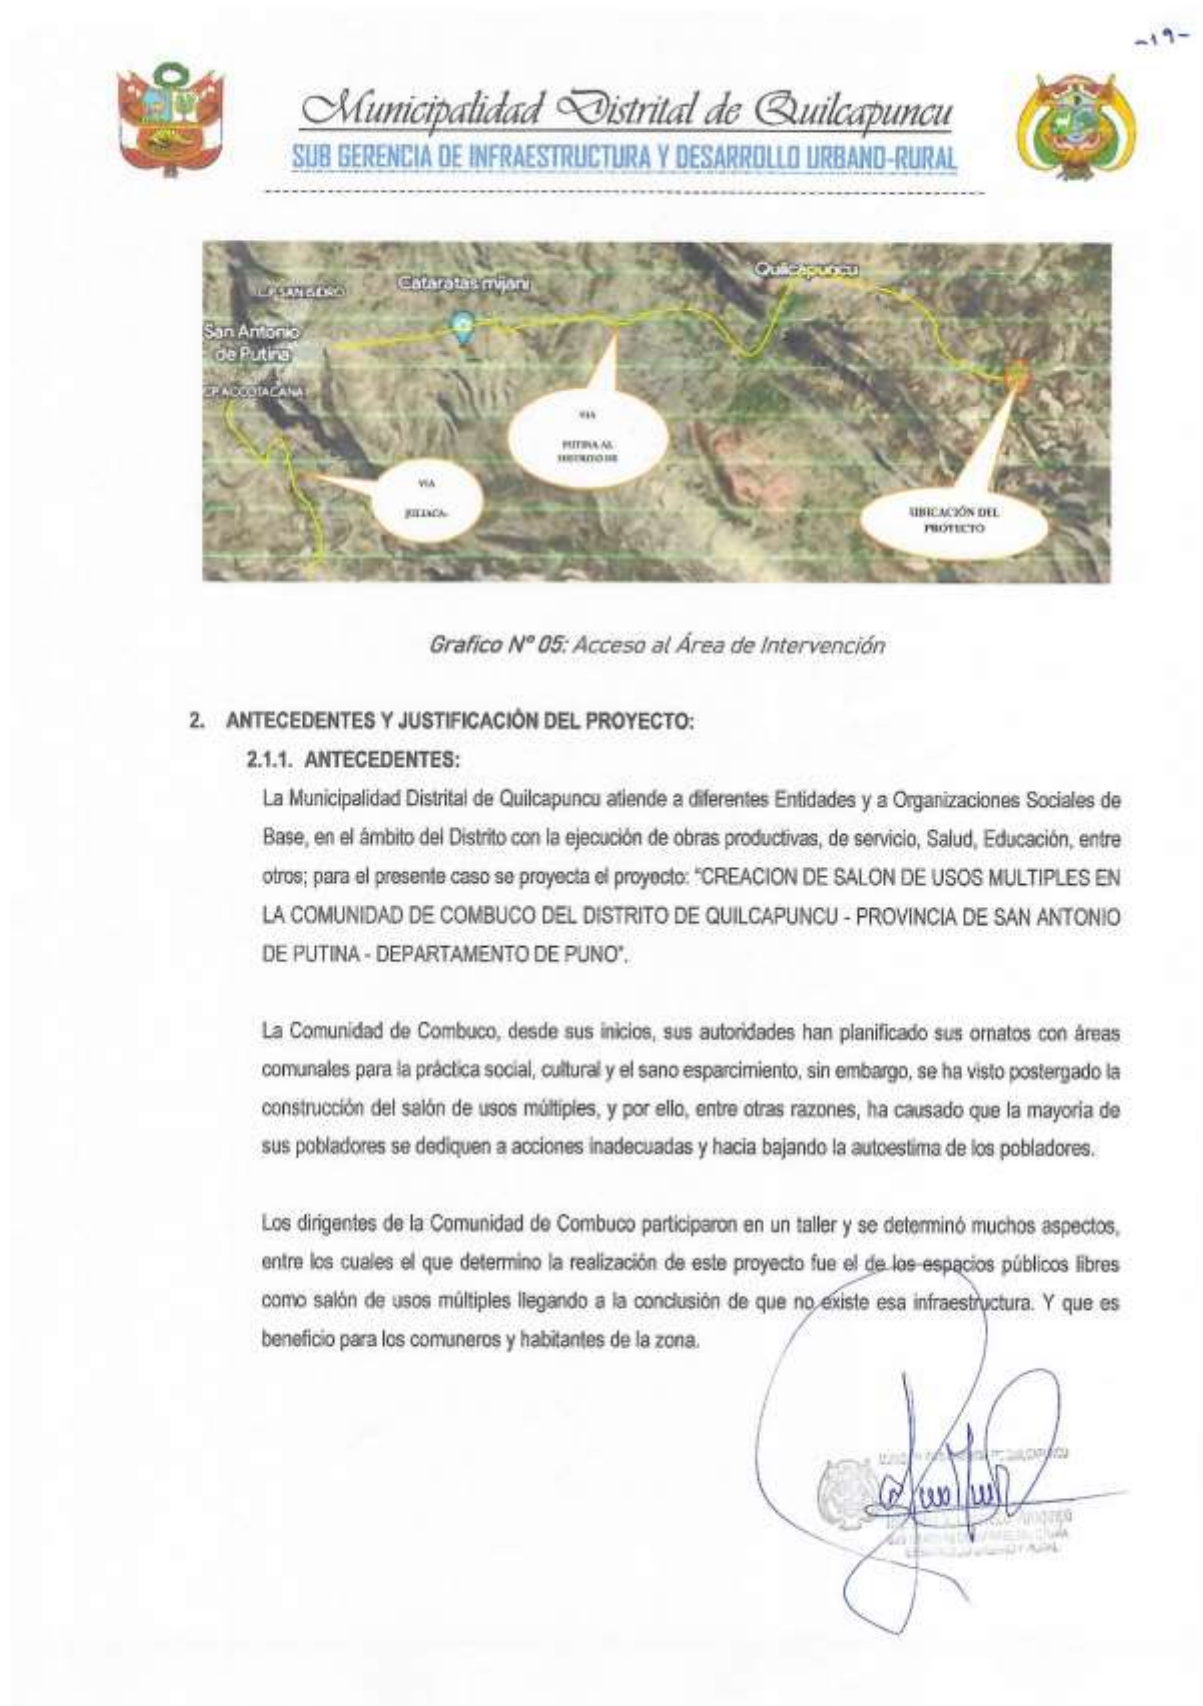 -19-
Municipalidad Distrital de Quilcapuncu
SUB GERENCIA DE INFRAESTRUCTURA Y DESARROLLO URBANO-RURAL
Quilcapuncu
Cataratas mijani
C.P SAN ISIDRO
San Antonio
de Putina
CP ACCOTACANA
VIA
PUTINA AL
DISTRITO DE
VIA
JULIACA-
UBICACIÓN DEL
PROYECTO
Grafico N° 05: Acceso al Área de Intervención
2. ANTECEDENTES Y JUSTIFICACIÓN DEL PROYECTO:
2.1.1. ANTECEDENTES:
La Municipalidad Distrital de Quilcapuncu atiende a diferentes Entidades y a Organizaciones Sociales de
Base, en el ámbito del Distrito con la ejecución de obras productivas, de servicio, Salud, Educación, entre
otros; para el presente caso se proyecta el proyecto: "CREACION DE SALON DE USOS MULTIPLES EN
LA COMUNIDAD DE COMBUCO DEL DISTRITO DE QUILCAPUNCU - PROVINCIA DE SAN ANTONIO
DE PUTINA - DEPARTAMENTO DE PUNO".
La Comunidad de Combuco, desde sus inicios, sus autoridades han planificado sus ornatos con áreas
comunales para la práctica social, cultural y el sano esparcimiento, sin embargo, se ha visto postergado la
construcción del salón de usos múltiples, y por ello, entre otras razones, ha causado que la mayoría de
sus pobladores se dediquen a acciones inadecuadas y hacia bajando la autoestima de los pobladores.
Los dirigentes de la Comunidad de Combuco participaron en un taller y se determinó muchos aspectos,
entre los cuales el que determino la realización de este proyecto fue el de los espacios públicos libres
como salón de usos múltiples llegando a la conclusión de que no existe esa infraestructura. Y que es
beneficio para los comuneros y habitantes de la zona.